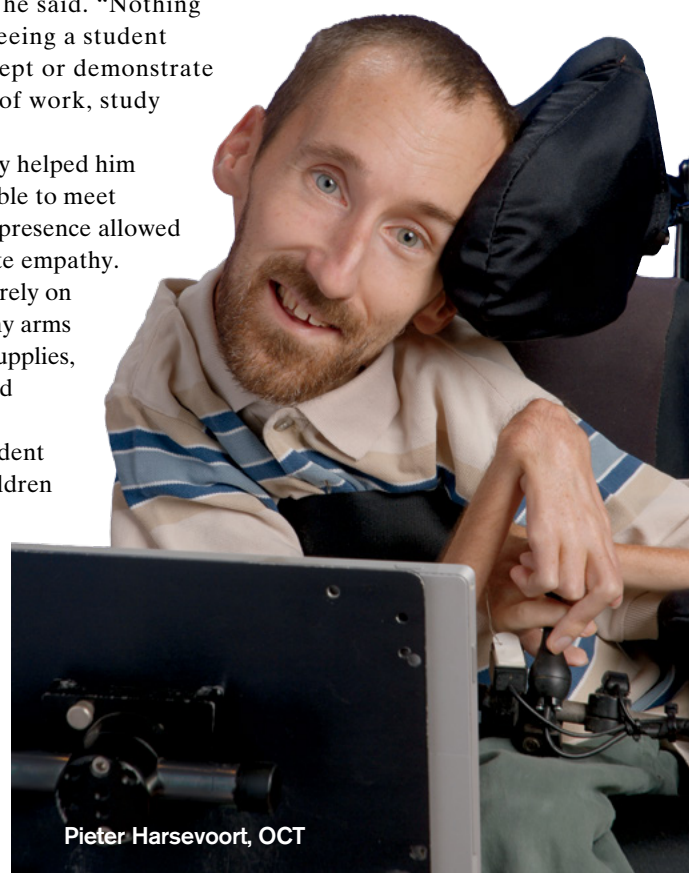 he said. “Nothing
eeing a student
ept or demonstrate
of work, study
y helped him
ble to meet
presence allowed
te empathy.
rely on
ny arms
upplies,
d
dent
ldren
Pieter Harsevoort, OCT